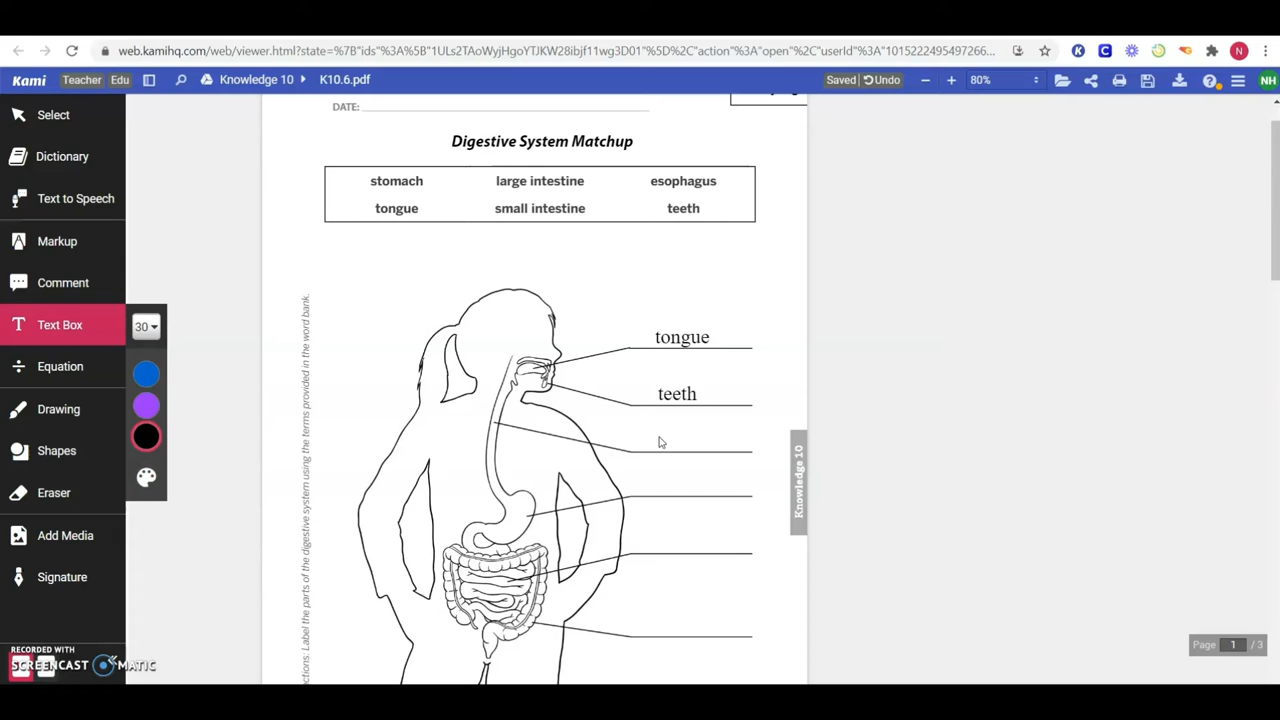 web.kamihq.com/web/viewer.html?state=%7B"ids"%3A%5B"1ULs2TAoWyjHgoYTJKW28ibjf11wg3D01"%5D%2C"action"%3A"open"%2C"userId"%3A"1015222495497266...
Kami Teacher Edu Knowledge 10 K10.6.pdf Saved Undo 80% NH
N
Select
Dictionary
Text to Speech
Markup
Comment
Text Box
30
Equation
Drawing
Shapes
Eraser
Add Media
Signature
RECORDED WITH
SCREENCAST MATIC
DATE:
Digestive System Matchup
stomach large intestine esophagus
tongue small intestine teeth
ctions: Label the parts of the digestive system using the terms provided in the word bank.
tongue
teeth
Knowledge 10
Page 1 / 3